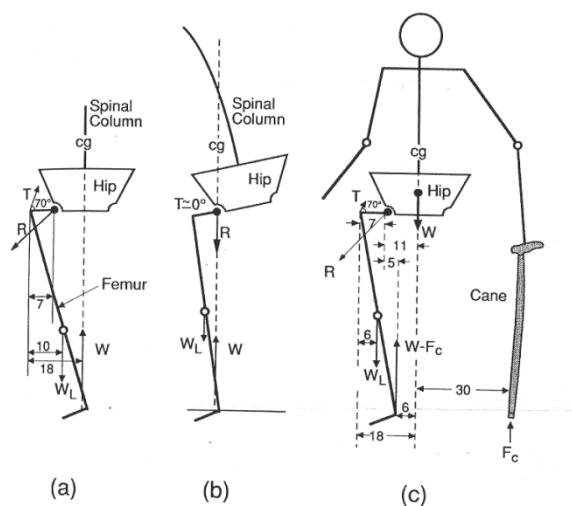 Spinal
Column
cg
Hip
T
70°
R
7
Femur
10
18
W
W_L
(a)
Spinal
Column
cg
Hip
T≃0°
R
W_L
W
(b)
cg
Hip
T
70°
7
W
11
5
R
Cane
W-F_c
6
W_L
30
6
18
F_c
(c)